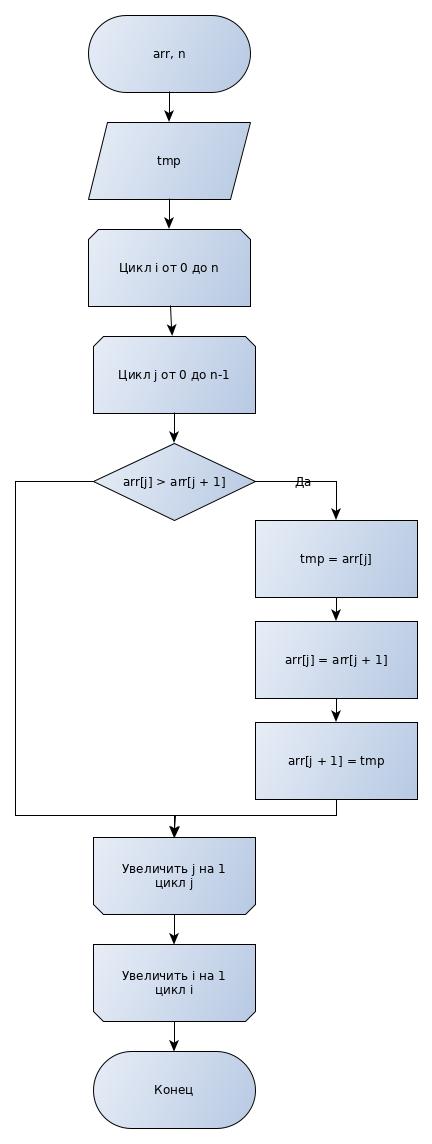 arr, n
tmp
Цикл i от 0 до n
Цикл j от 0 до n-1
arr[j] > arr[j + 1]
Да
tmp = arr[j]
arr[j] = arr[j + 1]
arr[j + 1] = tmp
Увеличить j на 1
цикл j
Увеличить i на 1
цикл i
Конец